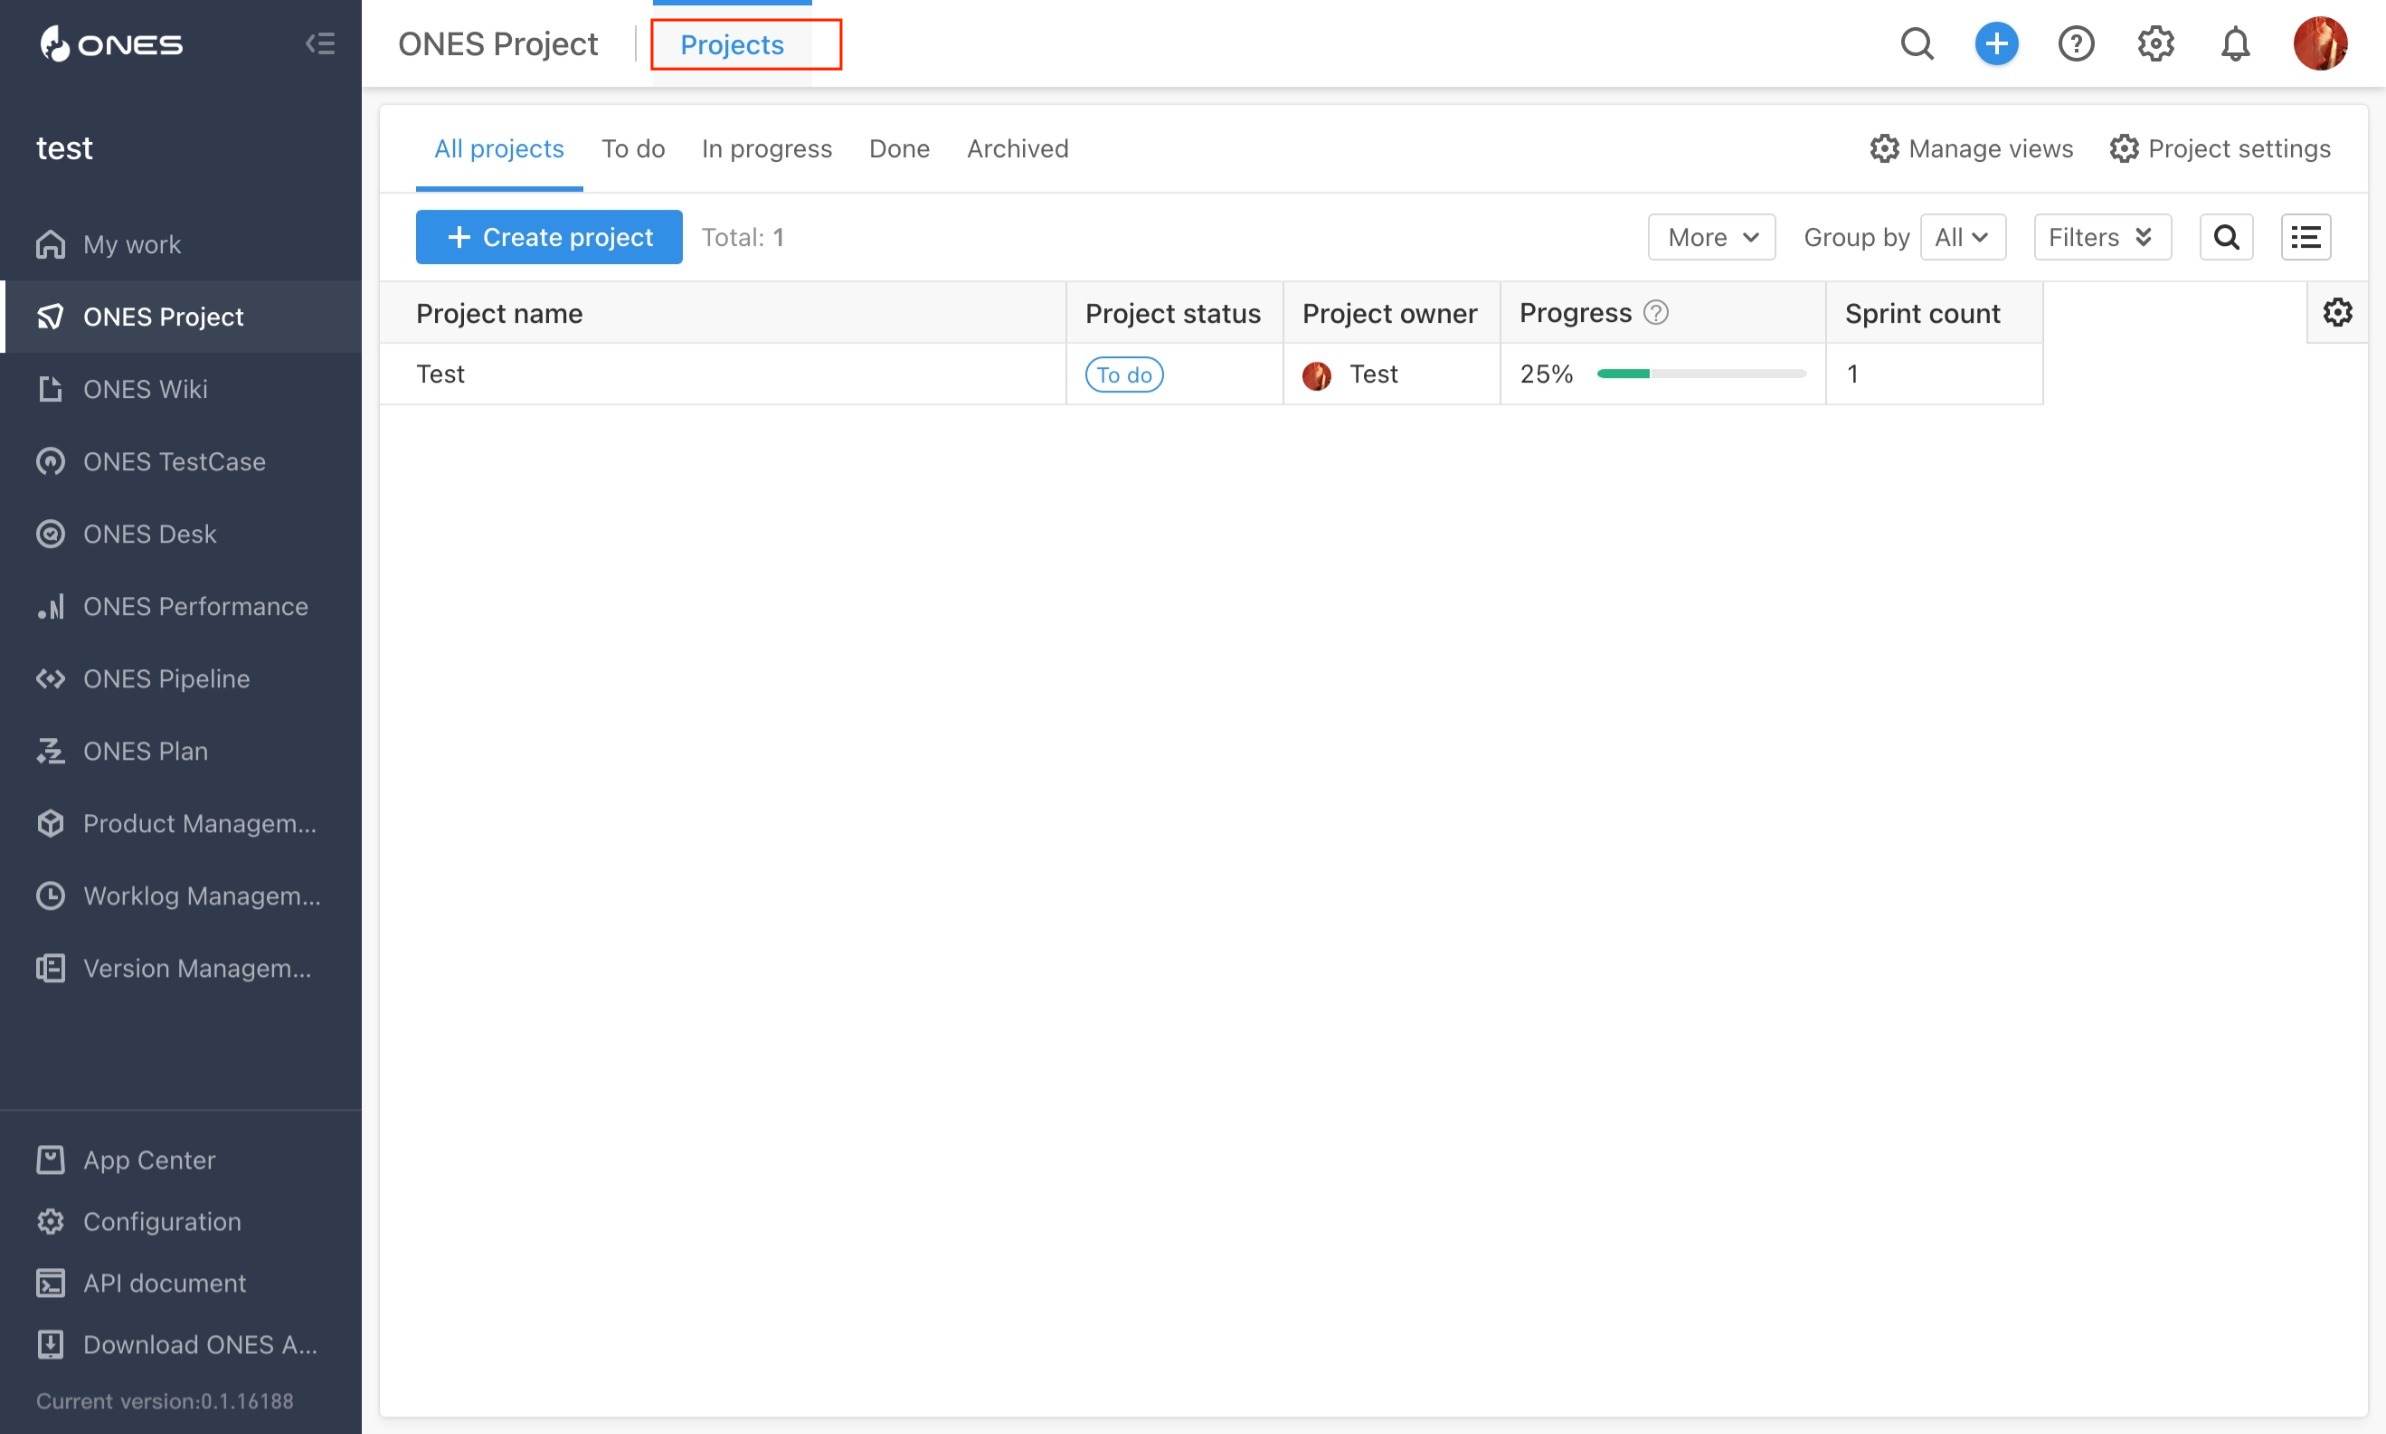 ONES
test
My work
ONES Project
ONES Wiki
ONES TestCase
ONES Desk
ONES Performance
ONES Pipeline
ONES Plan
Product Managem...
Worklog Managem...
Version Managem...
App Center
Configuration
API document
Download ONES A...
Current version:0.1.16188
ONES Project Projects
All projects To do In progress Done Archived Manage views Project settings
+ Create project Total: 1 More Group by All Filters
Project name Project status Project owner Progress ? Sprint count
Test To do Test 25% 1